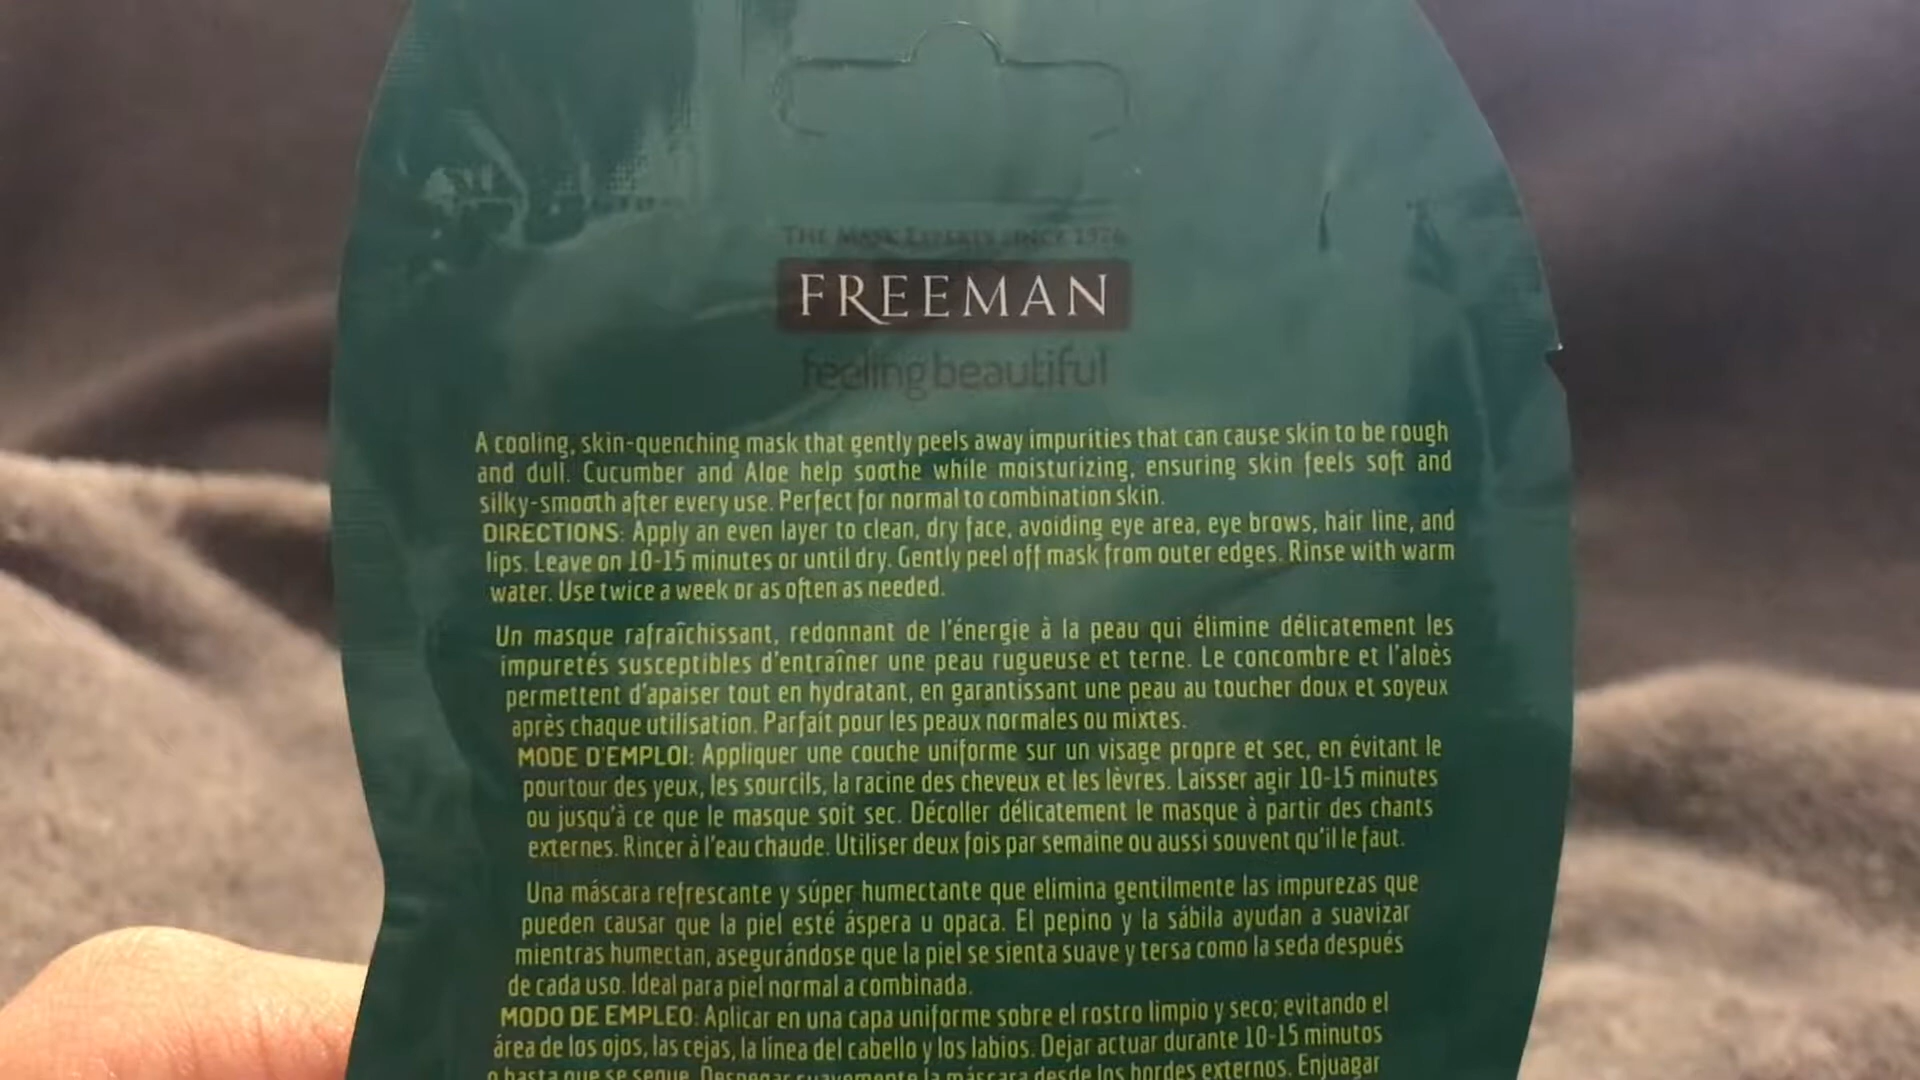 THE MASK EXPERTS SINCE 1976
FREEMAN
feeling beautiful
A cooling, skin-quenching mask that gently peels away impurities that can cause skin to be rough
and dull. Cucumber and Aloe help soothe while moisturizing, ensuring skin feels soft and
silky-smooth after every use. Perfect for normal to combination skin.
DIRECTIONS: Apply an even layer to clean, dry face, avoiding eye area, eye brows, hair line, and
lips. Leave on 10-15 minutes or until dry. Gently peel off mask from outer edges. Rinse with warm
water. Use twice a week or as often as needed.
Un masque rafraîchissant, redonnant de l'énergie à la peau qui élimine délicatement les
impuretés susceptibles d'entraîner une peau rugueuse et terne. Le concombre et l'aloès
permettent d'apaiser tout en hydratant, en garantissant une peau au toucher doux et soyeux
après chaque utilisation. Parfait pour les peaux normales ou mixtes.
MODE D'EMPLOI: Appliquer une couche uniforme sur un visage propre et sec, en évitant le
pourtour des yeux, les sourcils, la racine des cheveux et les lèvres. Laisser agir 10-15 minutes
ou jusqu'à ce que le masque soit sec. Décoller délicatement le masque à partir des chants
externes. Rincer à l'eau chaude. Utiliser deux fois par semaine ou aussi souvent qu'il le faut.
Una máscara refrescante y súper humectante que elimina gentilmente las impurezas que
pueden causar que la piel esté áspera u opaca. El pepino y la sábila ayudan a suavizar
mientras humectan, asegurándose que la piel se sienta suave y tersa como la seda después
de cada uso. Ideal para piel normal a combinada.
MODO DE EMPLEO: Aplicar en una capa uniforme sobre el rostro limpio y seco; evitando el
área de los ojos, las cejas, la línea del cabello y los labios. Dejar actuar durante 10-15 minutos
o hasta que se seque. Despegar suavemente la máscara desde los bordes externos. Enjuagar